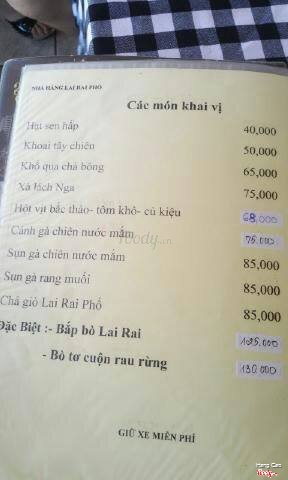 NHÀ HÀNG LAI RAI PHỐ
Các món khai vị
Hạt sen hấp 40,000
Khoai tây chiên 50,000
Khổ qua chà bông 65,000
Xà lách Nga 75,000
Hột vịt bắc thảo- tôm khô- củ kiệu 68,000
Cánh gà chiên nước mắm 75.000
Sụn gà chiên nước mắm 85,000
Sụn gà rang muối 85,000
Chả giò Lai Rai Phố 85,000
Đặc Biệt :- Bắp bò Lai Rai
- Bò tơ cuộn rau rừng 130.000
GIỮ XE MIỄN PHÍ
foody.vn